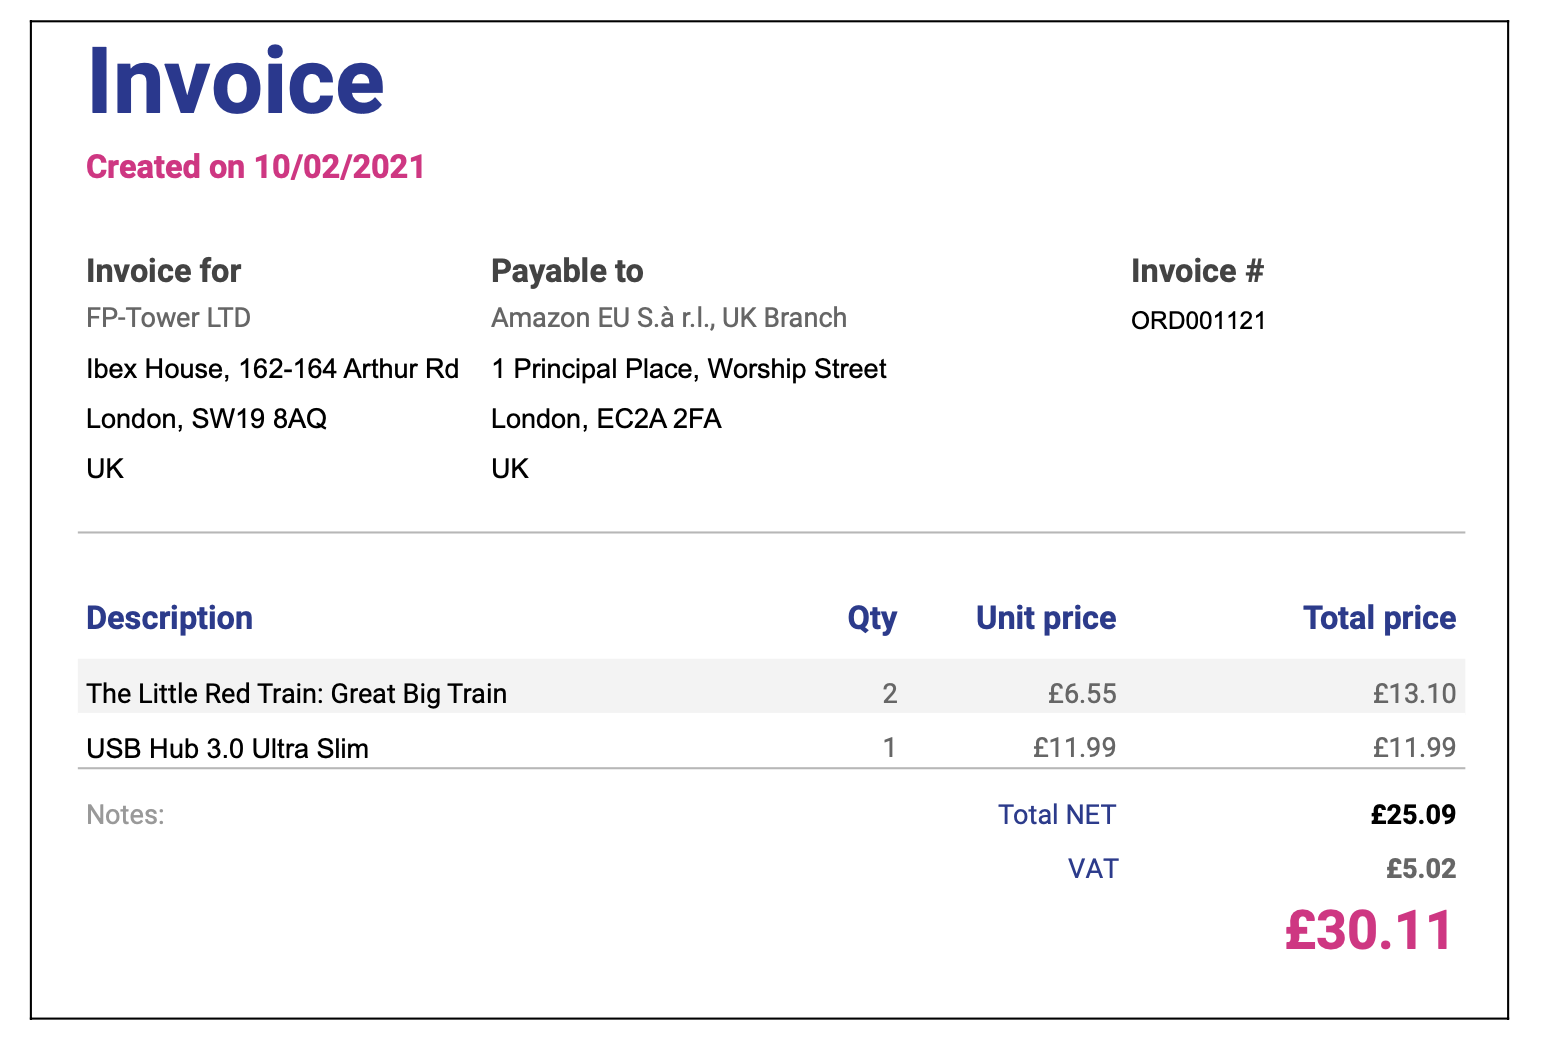 Invoice
Created on 10/02/2021
Invoice for Payable to Invoice #
FP-Tower LTD Amazon EU S.à r.l., UK Branch ORD001121
Ibex House, 162-164 Arthur Rd 1 Principal Place, Worship Street
London, SW19 8AQ London, EC2A 2FA
UK UK
Description Qty Unit price Total price
The Little Red Train: Great Big Train 2 £6.55 £13.10
USB Hub 3.0 Ultra Slim 1 £11.99 £11.99
Notes: Total NET £25.09
VAT £5.02
£30.11